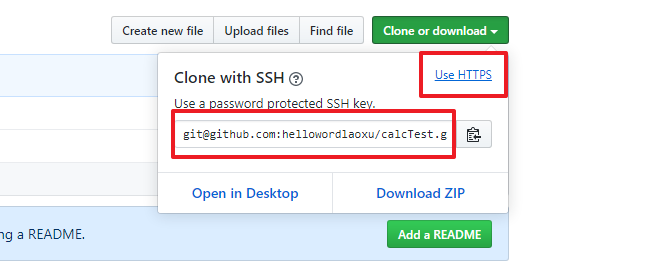 Create new file Upload files Find file Clone or download
Clone with SSH Use HTTPS
Use a password protected SSH key.
git@github.com:hellowordlaoxu/calcTest.g
Open in Desktop Download ZIP
ng a README. Add a README